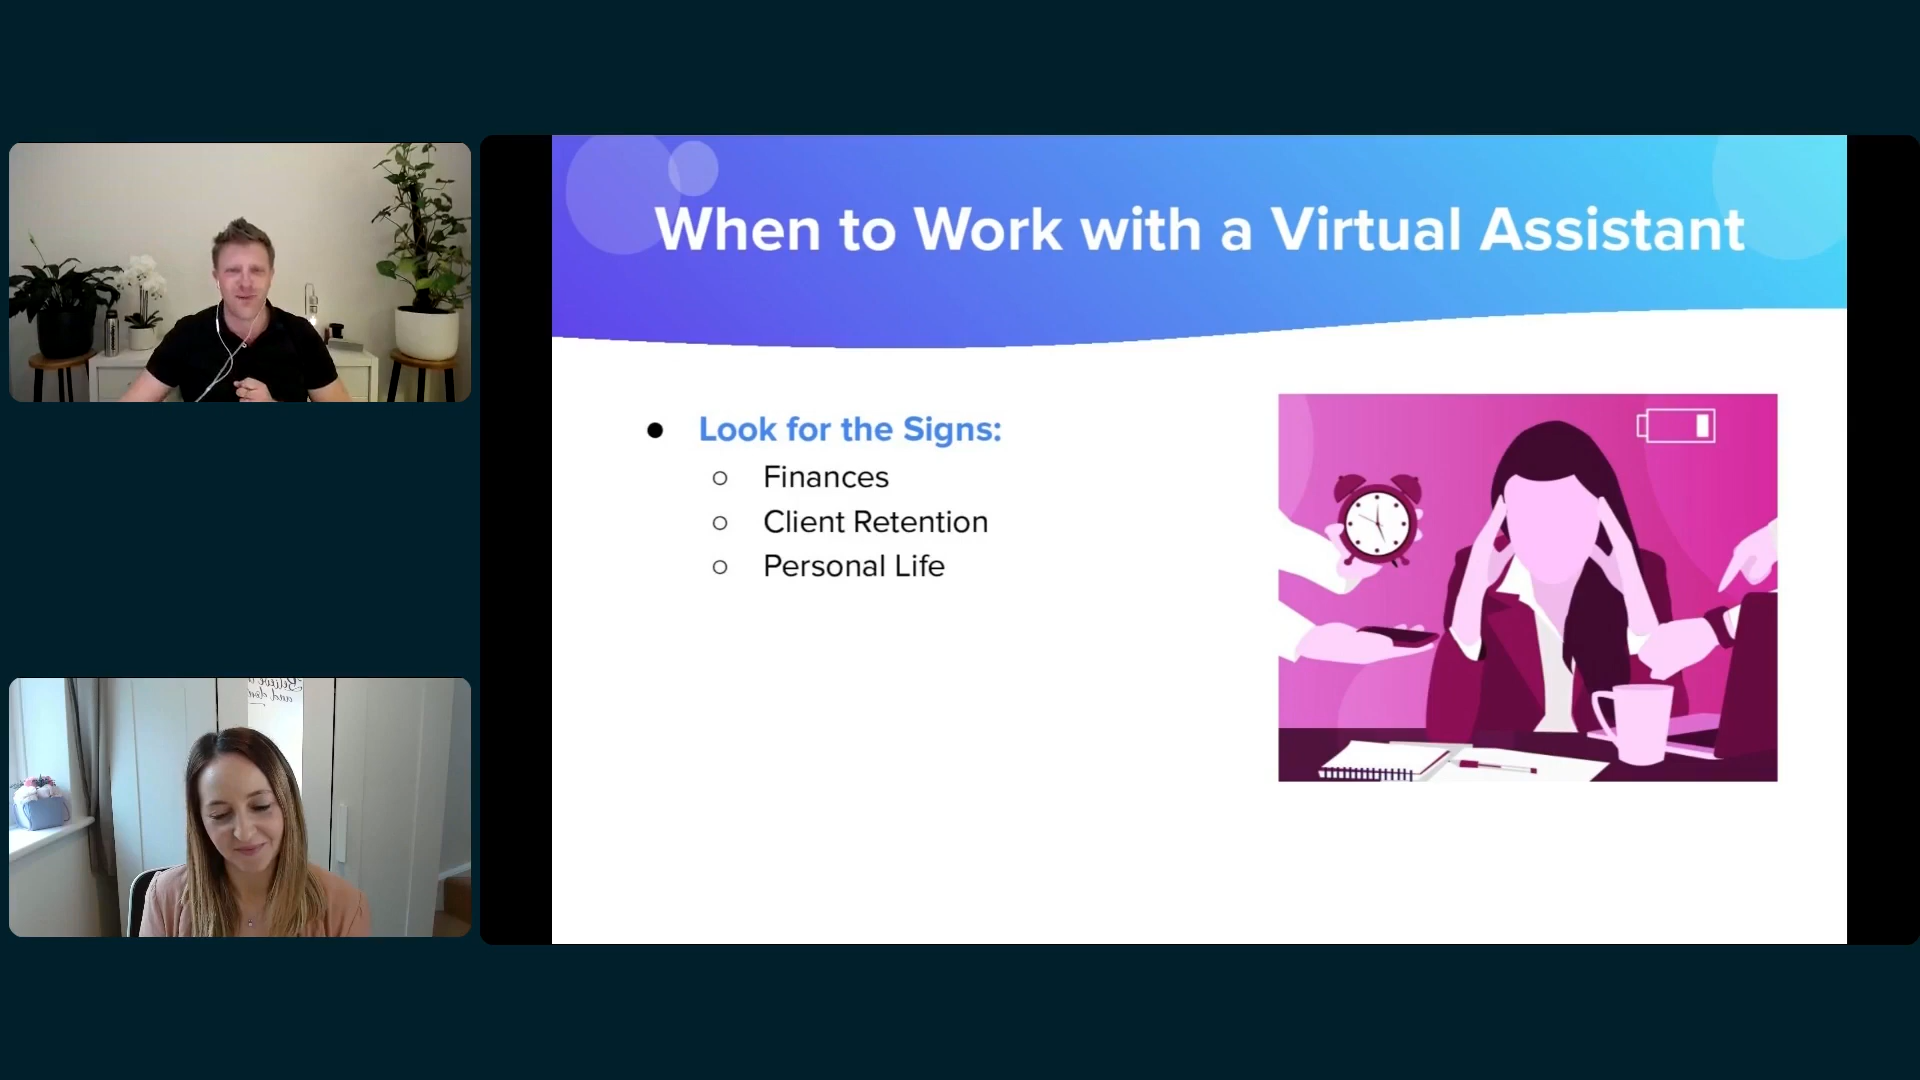 When to Work with a Virtual Assistant
Look for the Signs:
Finances
Client Retention
Personal Life